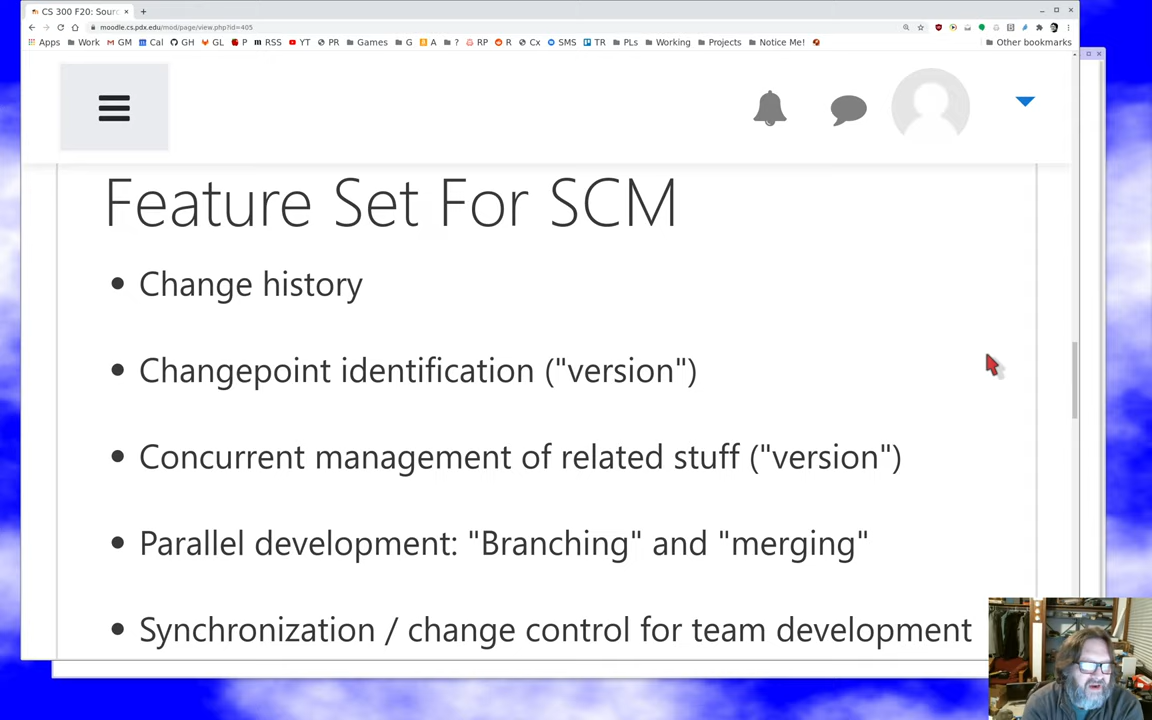 CS 300 F20: Sourc
moodle.cs.pdx.edu/mod/page/view.php?id=405
Apps Work GM Cal GH GL P RSS YT PR Games G A ? RP R Cx SMS TR PLs Working Projects Notice Me! Other bookmarks
Feature Set For SCM
• Change history
• Changepoint identification ("version")
• Concurrent management of related stuff ("version")
• Parallel development: "Branching" and "merging"
• Synchronization / change control for team development